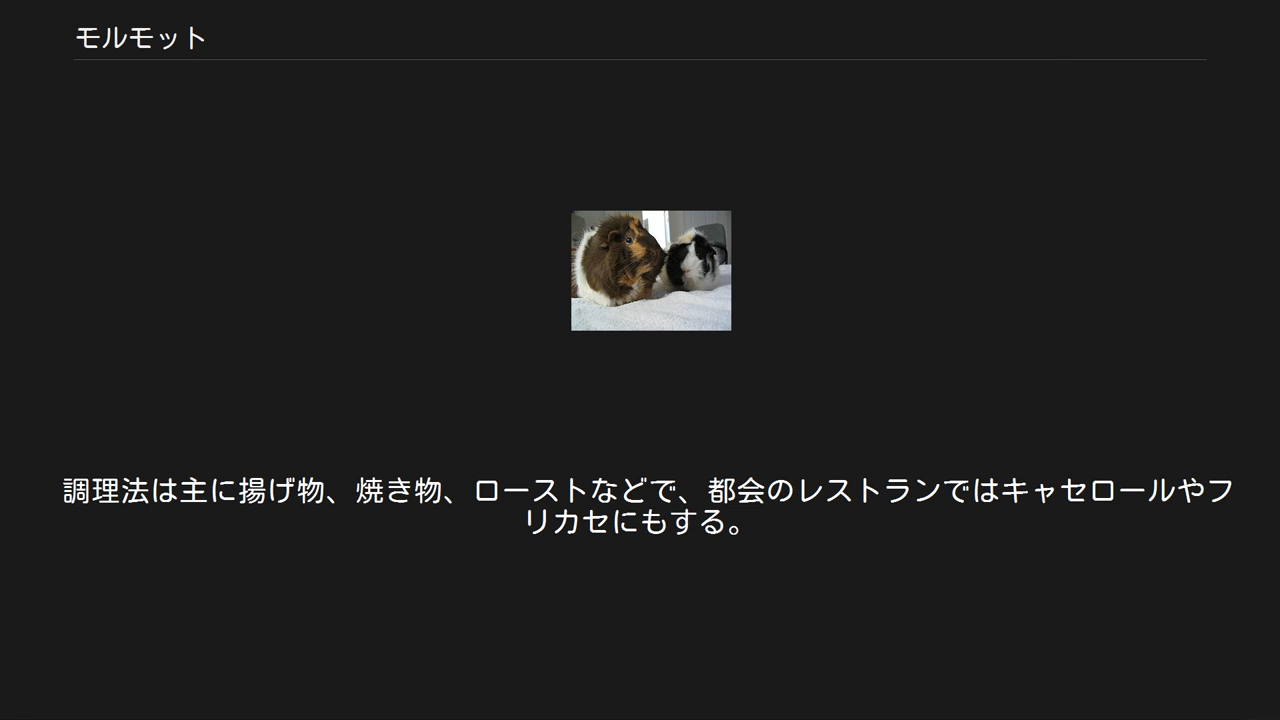 モルモット
調理法は主に揚げ物、焼き物、ローストなどで、都会のレストランではキャセロールやフ
リカセにもする。